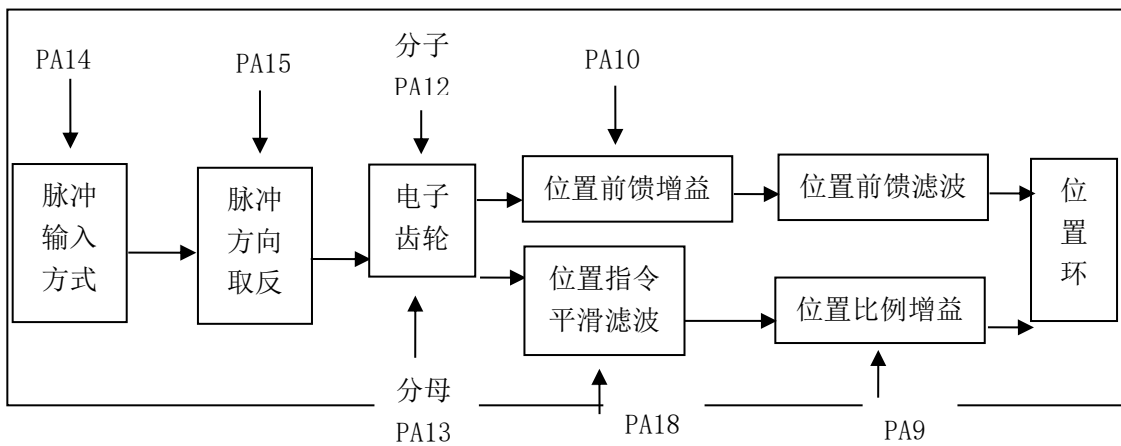 PA14
PA15
分子
PA12
PA10
脉冲
输入
方式
脉冲
方向
取反
电子
齿轮
位置前馈增益
位置前馈滤波
位
置
环
位置指令
平滑滤波
位置比例增益
分母
PA13
PA18
PA9